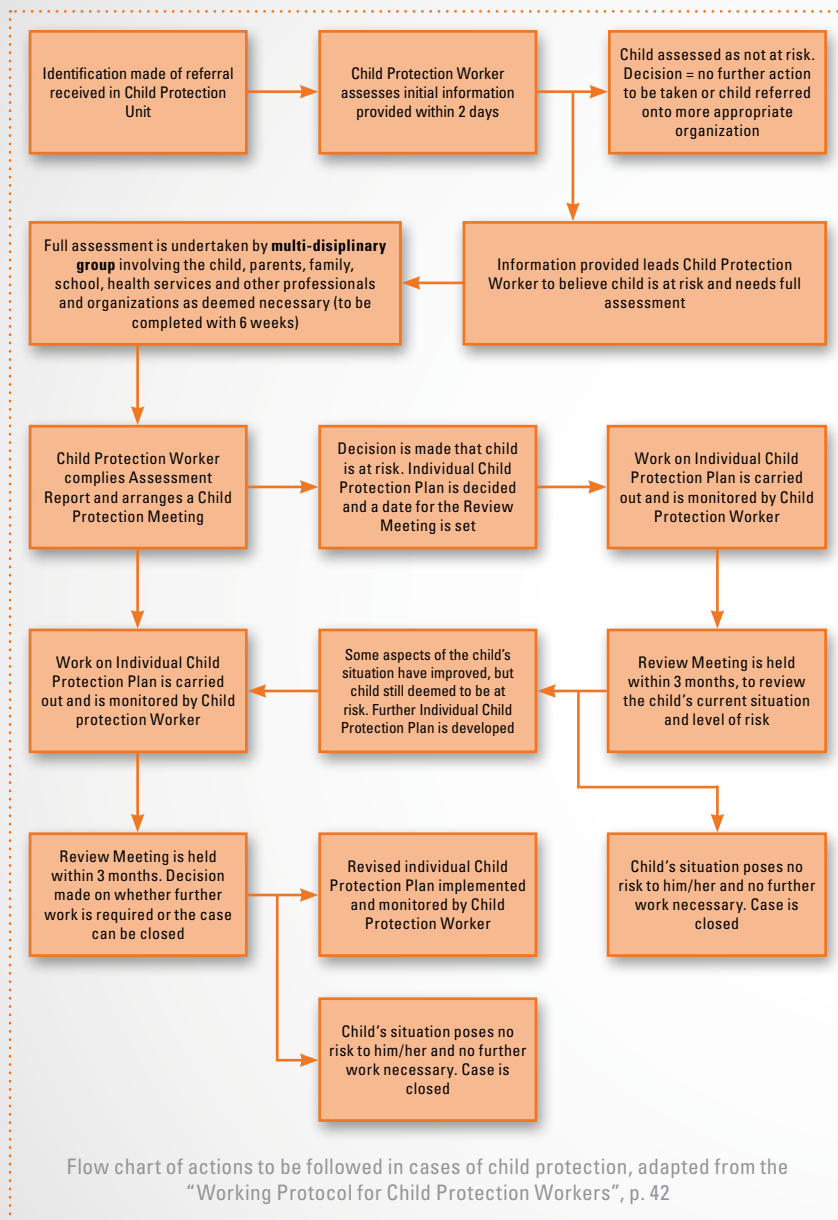 Identification made of referral
received in Child Protection
Unit
Child Protection Worker
assesses initial information
provided within 2 days
Child assessed as not at risk.
Decision = no further action
to be taken or child referred
onto more appropriate
organization
Full assessment is undertaken by multi-disiplinary
group involving the child, parents, family,
school, health services and other professionals
and organizations as deemed necessary (to be
completed with 6 weeks)
Information provided leads Child Protection
Worker to believe child is at risk and needs full
assessment
Child Protection Worker
complies Assessment
Report and arranges a Child
Protection Meeting
Decision is made that child
is at risk. Individual Child
Protection Plan is decided
and a date for the Review
Meeting is set
Work on Individual Child
Protection Plan is carried
out and is monitored by Child
Protection Worker
Work on Individual Child
Protection Plan is carried
out and is monitored by Child
protection Worker
Some aspects of the child's
situation have improved, but
child still deemed to be at
risk. Further Individual Child
Protection Plan is developed
Review Meeting is held
within 3 months, to review
the child's current situation
and level of risk
Review Meeting is held
within 3 months. Decision
made on whether further
work is required or the case
can be closed
Revised individual Child
Protection Plan implemented
and monitored by Child
Protection Worker
Child's situation poses no
risk to him/her and no further
work necessary. Case is
closed
Child's situation poses no
risk to him/her and no further
work necessary. Case is
closed
Flow chart of actions to be followed in cases of child protection, adapted from the
"Working Protocol for Child Protection Workers", p. 42